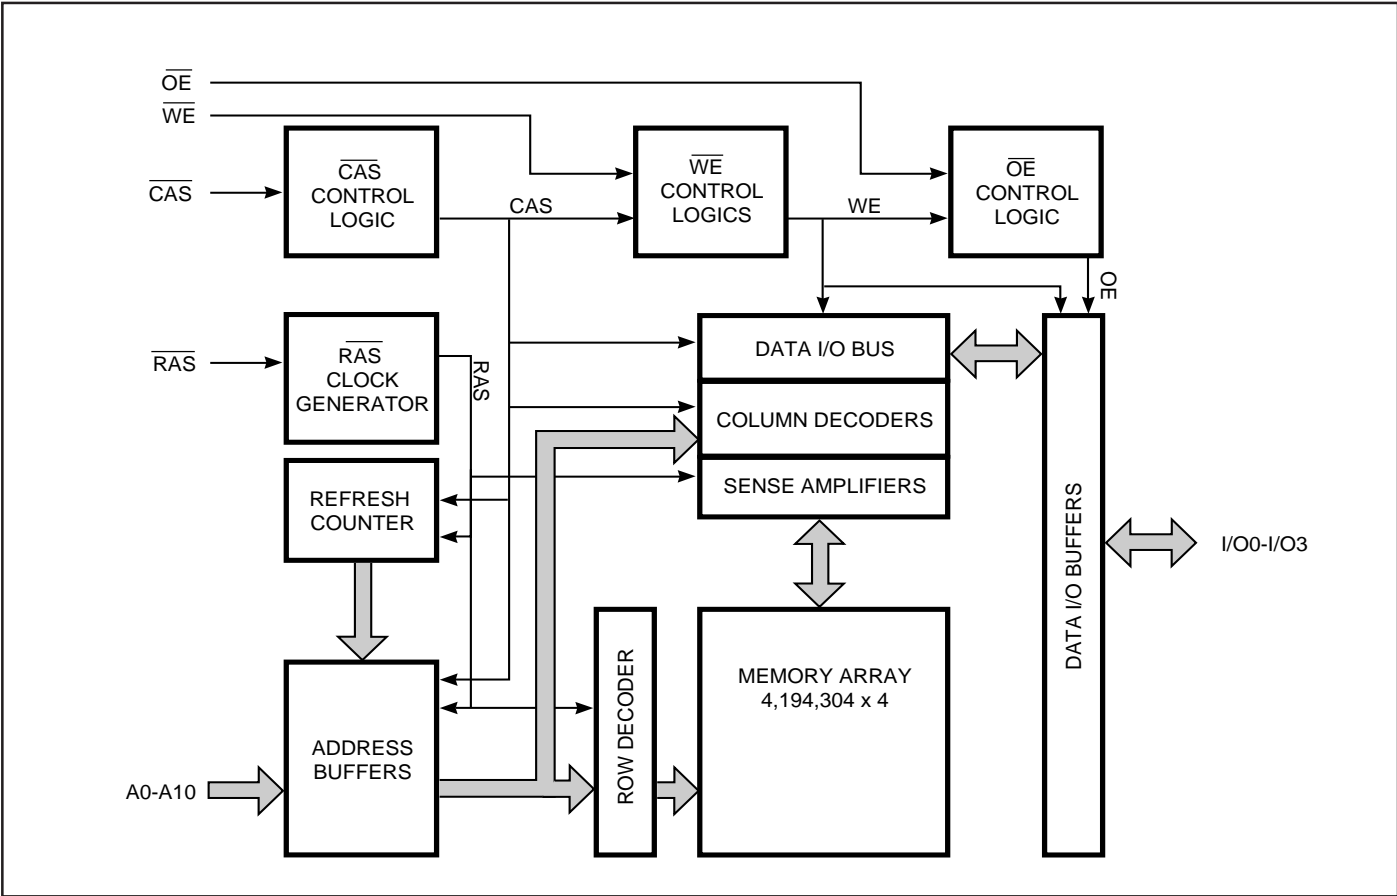 OE
WE
CAS
CAS
CONTROL
LOGIC
CAS
WE
CONTROL
LOGICS
WE
OE
CONTROL
LOGIC
OE
RAS
RAS
CLOCK
GENERATOR
RAS
DATA I/O BUS
COLUMN DECODERS
SENSE AMPLIFIERS
REFRESH
COUNTER
DATA I/O BUFFERS
I/O0-I/O3
ROW DECODER
MEMORY ARRAY
4,194,304 x 4
ADDRESS
BUFFERS
A0-A10